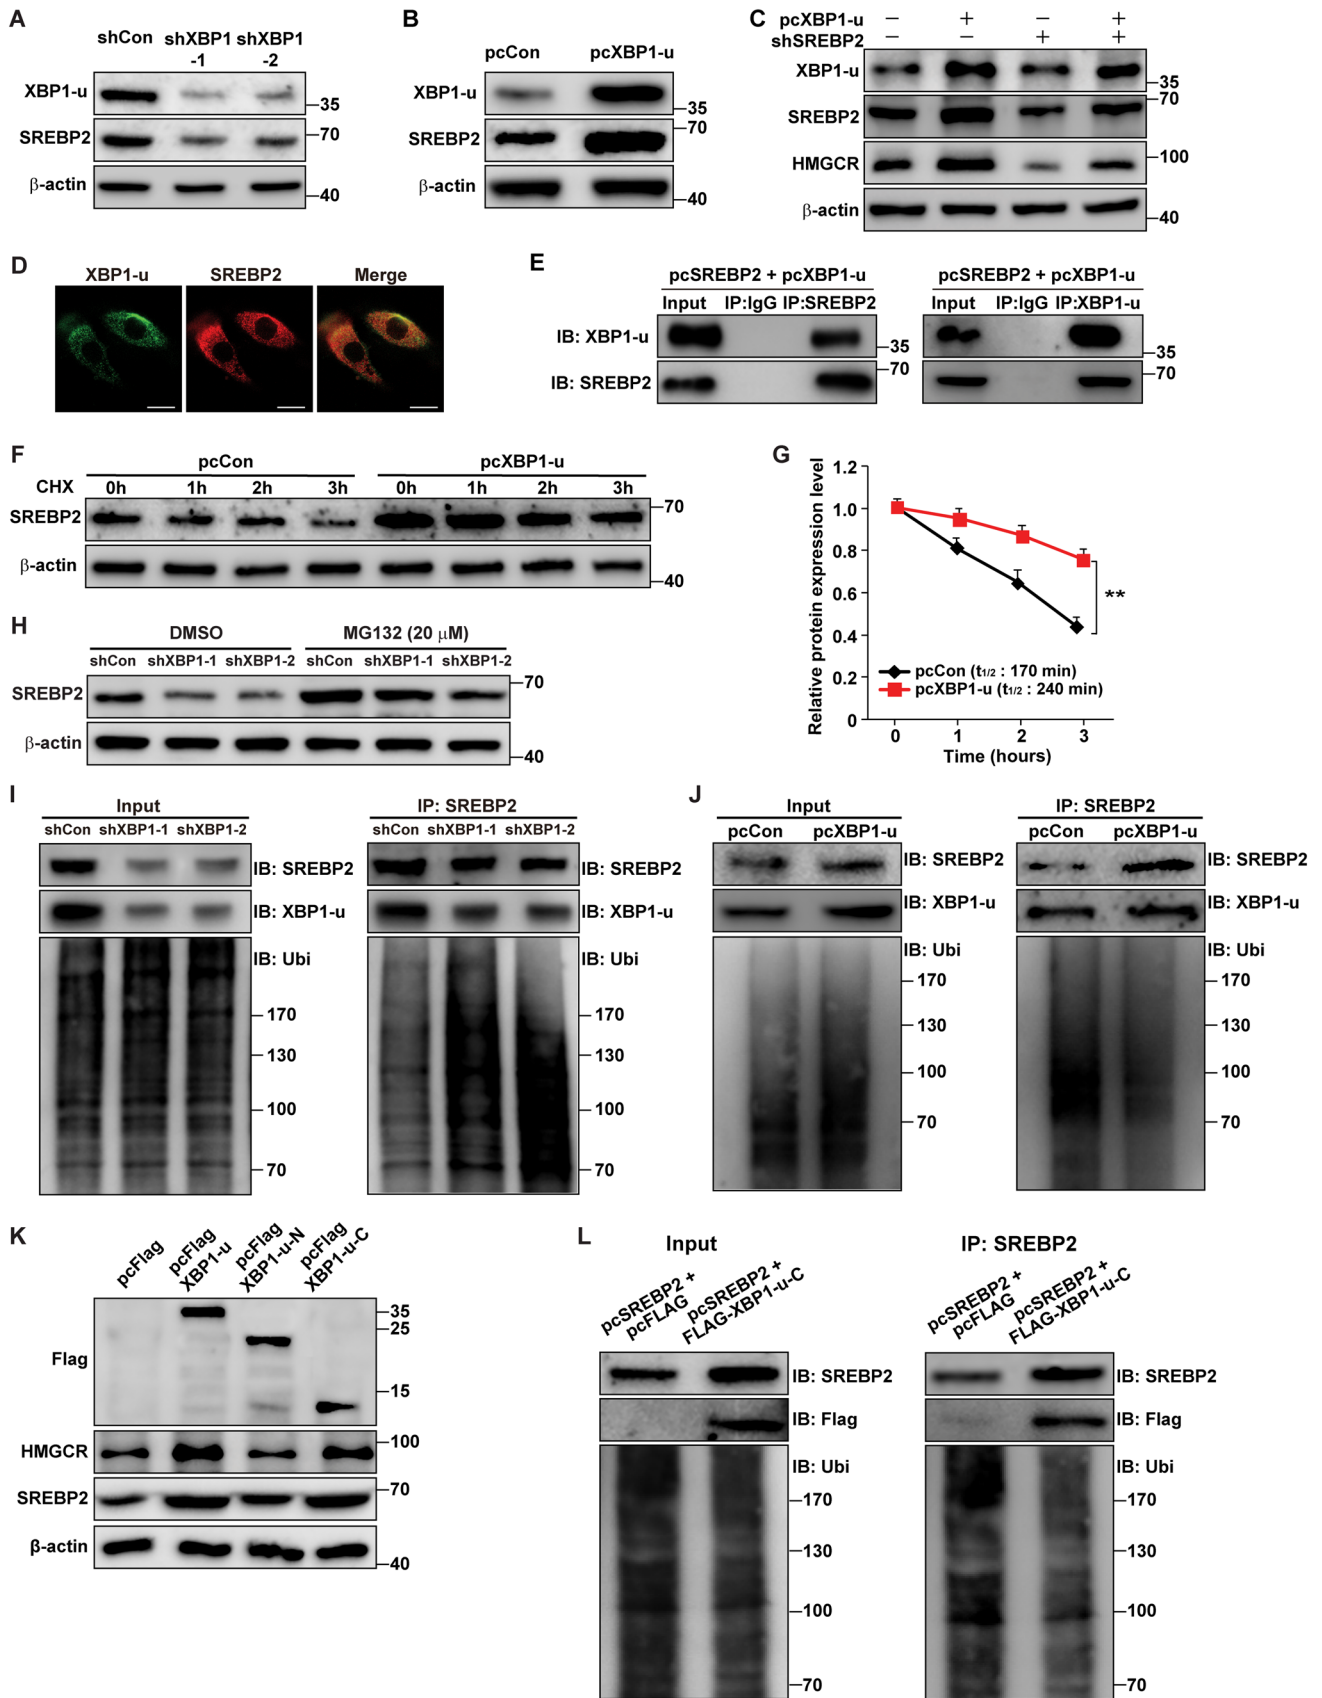 A
shCon shXBP1 shXBP1
-1 -2
XBP1-u
35
SREBP2
70
β-actin
40
B
pcCon pcXBP1-u
XBP1-u
35
70
SREBP2
β-actin
40
C
pcXBP1-u − + − +
shSREBP2 − − + +
XBP1-u
35
70
SREBP2
HMGCR
100
β-actin
40
D
XBP1-u SREBP2 Merge
E
pcSREBP2 + pcXBP1-u
Input IP:IgG IP:SREBP2
IB: XBP1-u
35
70
IB: SREBP2
pcSREBP2 + pcXBP1-u
Input IP:IgG IP:XBP1-u
35
70
F
pcCon pcXBP1-u
CHX 0h 1h 2h 3h 0h 1h 2h 3h
SREBP2
70
β-actin
40
G
Relative protein expression level
1.2
1.0
0.8
0.6
0.4
0.2
0
**
pcCon (t1/2 : 170 min)
pcXBP1-u (t1/2 : 240 min)
0 1 2 3
Time (hours)
H
DMSO MG132 (20 μM)
shCon shXBP1-1 shXBP1-2 shCon shXBP1-1 shXBP1-2
SREBP2
70
β-actin
40
I
Input
shCon shXBP1-1 shXBP1-2
IB: SREBP2
IB: XBP1-u
IB: Ubi
170
130
100
70
IP: SREBP2
shCon shXBP1-1 shXBP1-2
IB: SREBP2
IB: XBP1-u
IB: Ubi
170
130
100
70
J
Input
pcCon pcXBP1-u
IB: SREBP2
IB: XBP1-u
IB: Ubi
170
130
100
70
IP: SREBP2
pcCon pcXBP1-u
IB: SREBP2
IB: XBP1-u
IB: Ubi
170
130
100
70
K
pcFlag
pcFlag
XBP1-u
pcFlag
XBP1-u-N
pcFlag
XBP1-u-C
Flag
35
25
15
HMGCR
100
SREBP2
70
β-actin
40
L
Input
pcSREBP2 +
pcFLAG
pcSREBP2 +
FLAG-XBP1-u-C
IB: SREBP2
IB: Flag
IB: Ubi
170
130
100
70
IP: SREBP2
pcSREBP2 +
pcFLAG
pcSREBP2 +
FLAG-XBP1-u-C
IB: SREBP2
IB: Flag
IB: Ubi
170
130
100
70